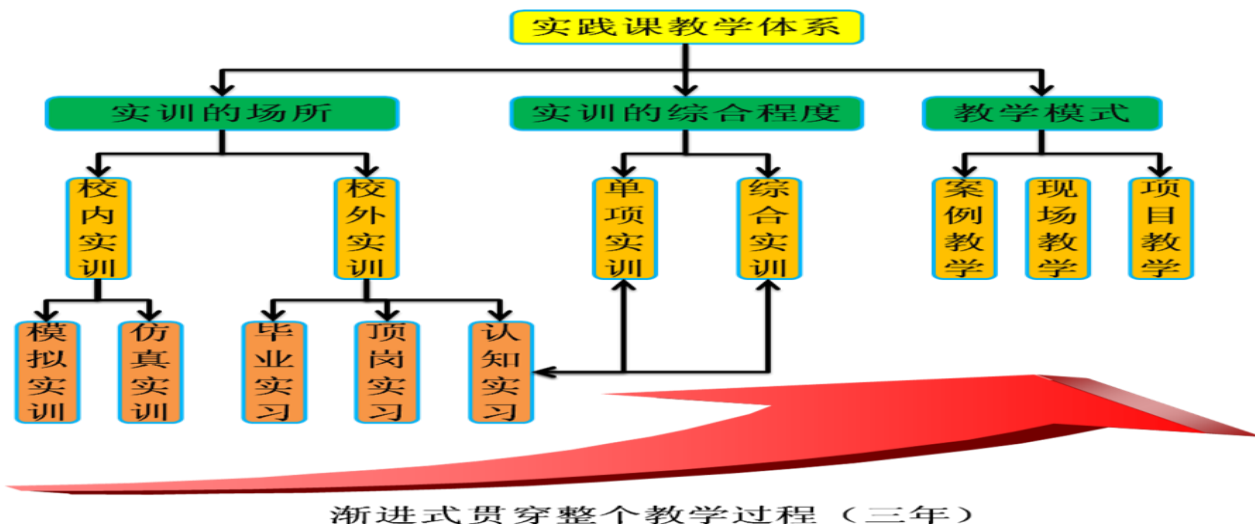 实践课教学体系
实训的场所
实训的综合程度
教学模式
校内实训
校外实训
单项实训
综合实训
案例教学
现场教学
项目教学
模拟实训
仿真实训
毕业实习
顶岗实习
认知实习
渐进式贯穿整个教学过程（三年）